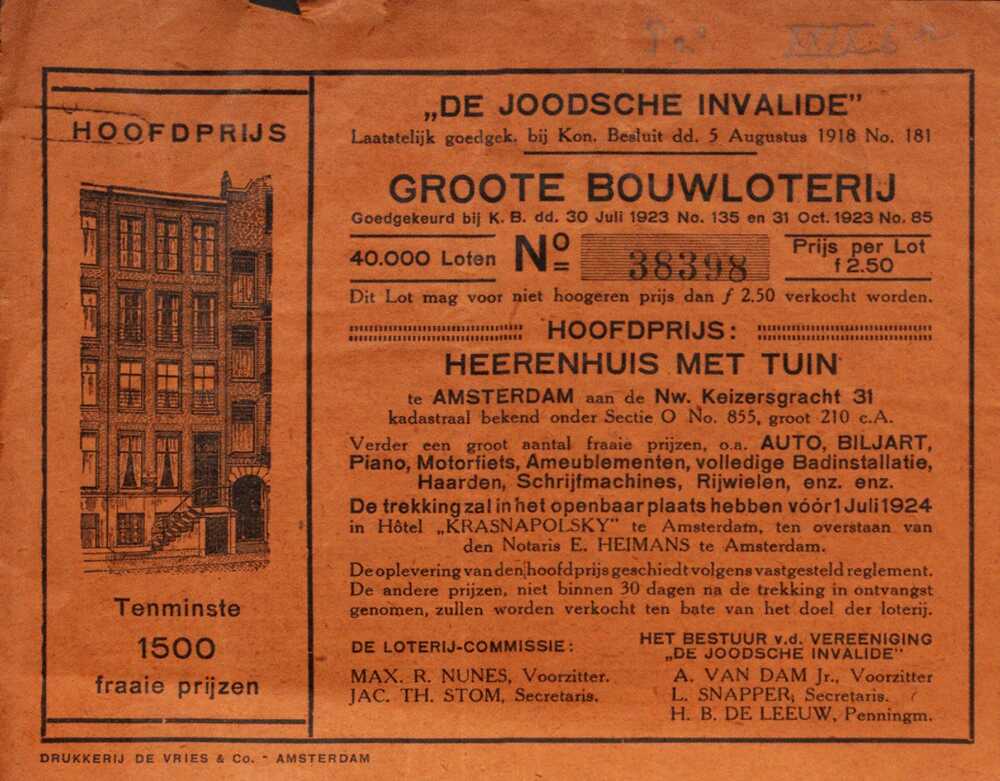 HOOFDPRIJS
Tenminste
1500
fraaie prijzen
„DE JOODSCHE INVALIDE”
Laatstelijk goedgek. bij Kon. Besluit dd. 5 Augustus 1918 No. 181
GROOTE BOUWLOTERIJ
Goedgekeurd bij K. B. dd. 30 Juli 1923 No. 135 en 31 Oct. 1923 No. 85
40.000 Loten No 38398 Prijs per Lot
f 2.50
Dit Lot mag voor niet hoogeren prijs dan f 2.50 verkocht worden.
HOOFDPRIJS:
HEERENHUIS MET TUIN
te AMSTERDAM aan de Nw. Keizersgracht 31
kadastraal bekend onder Sectie O No. 855, groot 210 c.A.
Verder een groot aantal fraaie prijzen, o.a. AUTO, BILJART,
Piano, Motorfiets, Ameublementen, volledige Badinstallatie,
Haarden, Schrijfmachines, Rijwielen, enz. enz.
De trekking zal in het openbaar plaats hebben vóór 1 Juli 1924
in Hôtel „KRASNAPOLSKY” te Amsterdam, ten overstaan van
den Notaris E. HEIMANS te Amsterdam.
De oplevering van den hoofdprijs geschiedt volgens vastgesteld reglement.
De andere prijzen, niet binnen 30 dagen na de trekking in ontvangst
genomen, zullen worden verkocht ten bate van het doel der loterij.
DE LOTERIJ-COMMISSIE:
MAX. R. NUNES, Voorzitter.
JAC. TH. STOM, Secretaris.
HET BESTUUR v.d. VEREENIGING
„DE JOODSCHE INVALIDE”
A. VAN DAM Jr., Voorzitter
L. SNAPPER, Secretaris.
H. B. DE LEEUW, Penningm.
DRUKKERIJ DE VRIES & Co. - AMSTERDAM